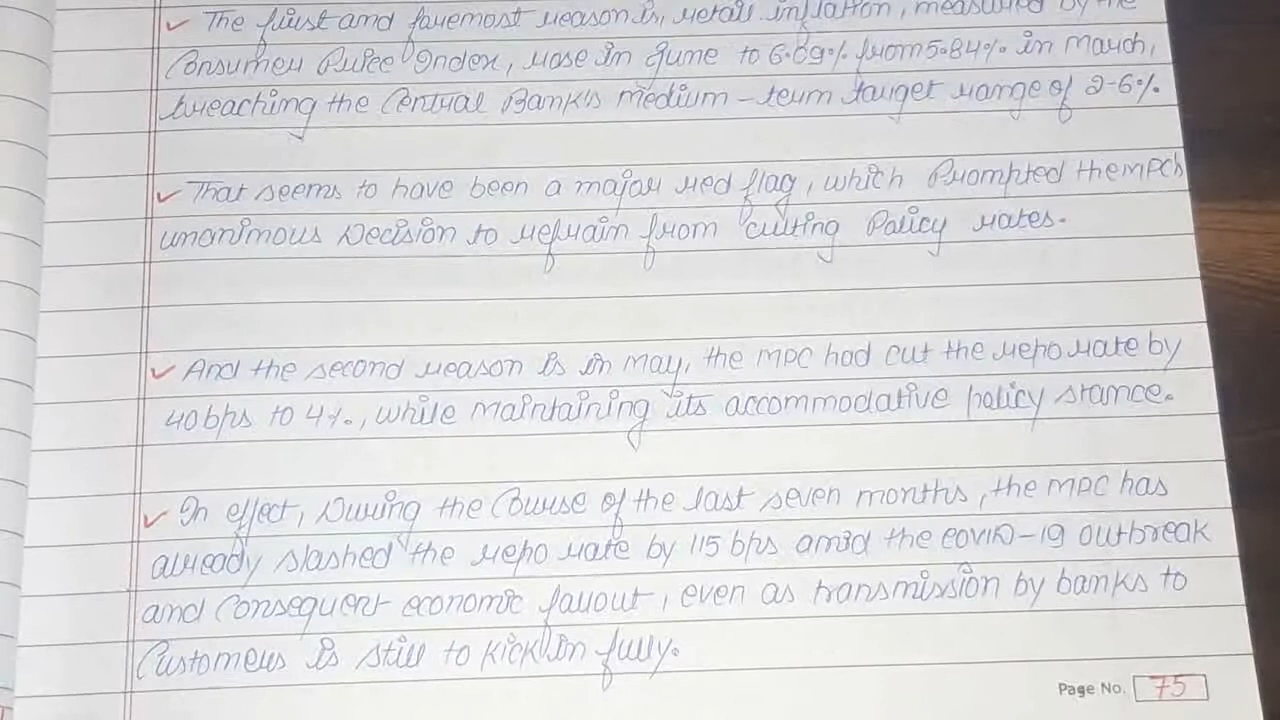 ✓ The first and foremost reason is, retail inflation, measured by the
Consumer Price Index, rose in June to 6.09% from 5.84% in March,
breaching the Central Bank's medium-term target range of 2-6%.
✓ That seems to have been a major red flag, which Prompted the MPC's
unanimous Decision to refrain from cutting Policy rates.
✓ And the second reason is in may, the MPC had cut the repo rate by
40 bps to 4%, while maintaining its accommodative policy stance.
✓ In effect, During the Course of the last seven months, the MPC has
already slashed the repo rate by 115 bps amid the COVID-19 outbreak
and consequent economic fallout, even as transmission by banks to
Customers is still to kick in fully.
Page No. 75